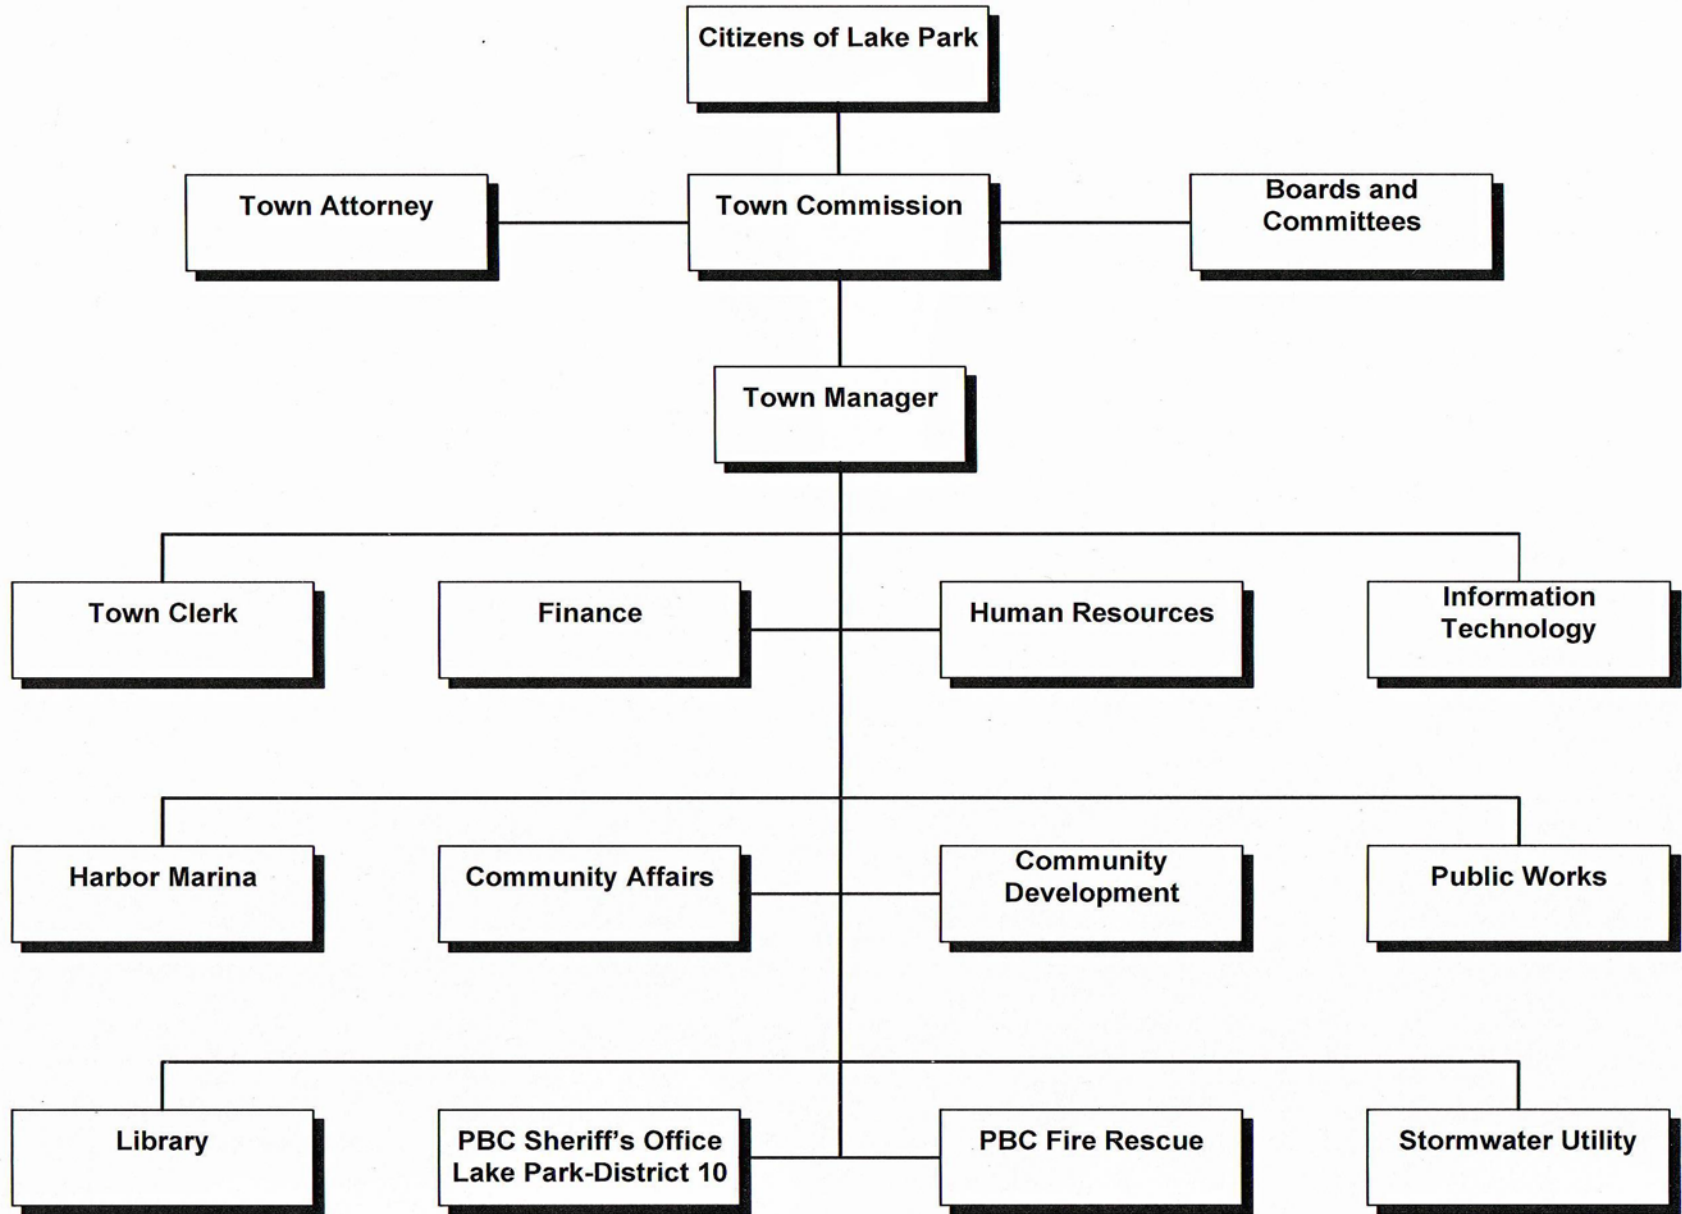 Citizens of Lake Park
Town Attorney
Town Commission
Boards and
Committees
Town Manager
Town Clerk
Finance
Human Resources
Information
Technology
Harbor Marina
Community Affairs
Community
Development
Public Works
Library
PBC Sheriff's Office
Lake Park-District 10
PBC Fire Rescue
Stormwater Utility